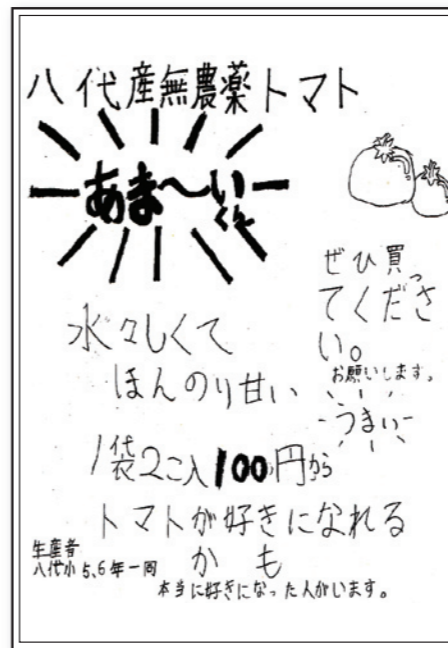 八代産無農薬トマト
あま〜いくん
ぜひ買っ
てくださ
い。
お願いします。
うまい
水々しくて
ほんのり甘い
1袋2こ入100円から
トマトが好きになれる
かも
生産者
八代小5、6年一同
本当に好きになった人がいます。